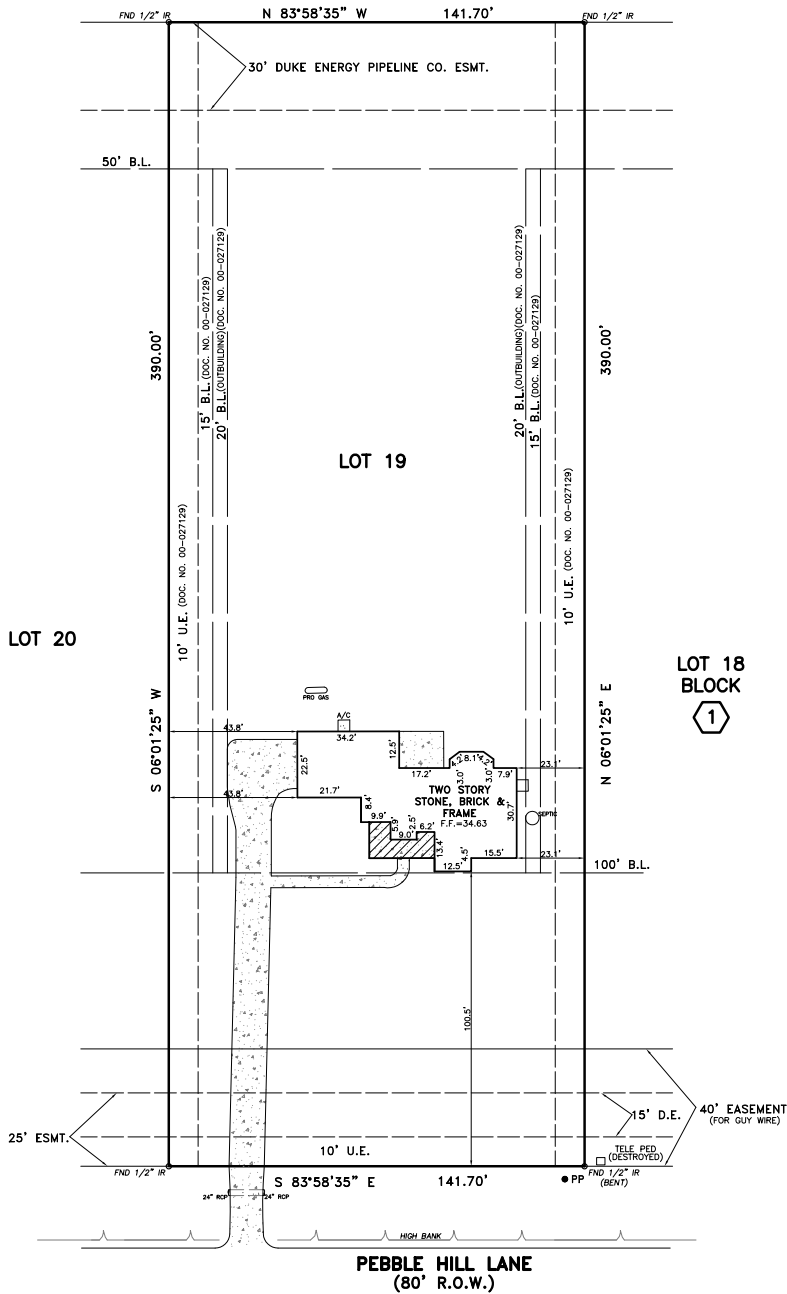 FND 1/2" IR
N 83°58'35" W 141.70'
FND 1/2" IR
30' DUKE ENERGY PIPELINE CO. ESMT.
50' B.L.
15' B.L.(DOC. NO. 00-027129)
20' B.L.(OUTBUILDING)(DOC. NO. 00-027129)
20' B.L.(OUTBUILDING)(DOC. NO. 00-027129)
15' B.L.(DOC. NO. 00-027129)
390.00'
390.00'
LOT 19
10' U.E.(DOC. NO. 00-027129)
10' U.E.(DOC. NO. 00-027129)
LOT 20
LOT 18
BLOCK
1
S 06°01'25" W
N 06°01'25" E
PRO GAS
A/C
43.8'
34.2'
12.5'
22.5'
17.2'
4.2'
8.1'
4.2'
3.0'
3.0'
7.9'
23.1'
43.8'
21.7'
TWO STORY
STONE, BRICK &
FRAME
F.F.=34.63
8.4'
30.7'
SEPTIC
9.9'
5.9'
2.5'
6.2'
9.0'
13.4'
4.5'
12.5'
15.5'
23.1'
100' B.L.
100.5'
25' ESMT.
15' D.E.
40' EASEMENT
(FOR GUY WIRE)
10' U.E.
TELE PED
(DESTROYED)
FND 1/2" IR
S 83°58'35" E 141.70'
PP
FND 1/2" IR
(BENT)
24" RCP
24" RCP
HIGH BANK
PEBBLE HILL LANE
(80' R.O.W.)